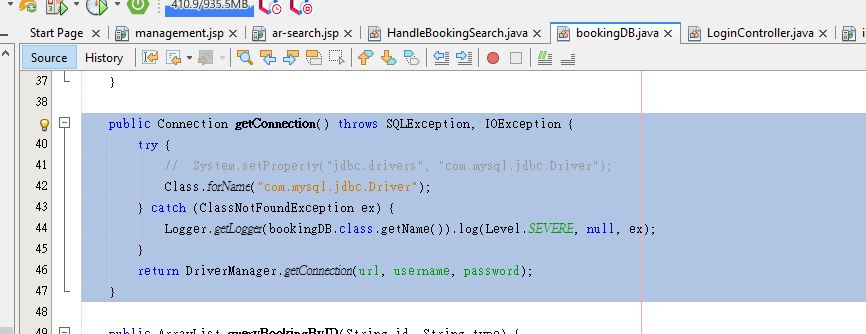 410.9/935.5MB
Start Page management.jsp ar-search.jsp HandleBookingSearch.java bookingDB.java LoginController.java
Source History
37 }
38
public Connection getConnection() throws SQLException, IOException {
40 try {
41 // System.setProperty("jdbc.drivers", "com.mysql.jdbc.Driver");
42 Class.forName("com.mysql.jdbc.Driver");
43 } catch (ClassNotFoundException ex) {
44 Logger.getLogger(bookingDB.class.getName()).log(Level.SEVERE, null, ex);
45 }
46 return DriverManager.getConnection(url, username, password);
47 }
48
49 public ArrayList queryBookingByID(String id, String type) {